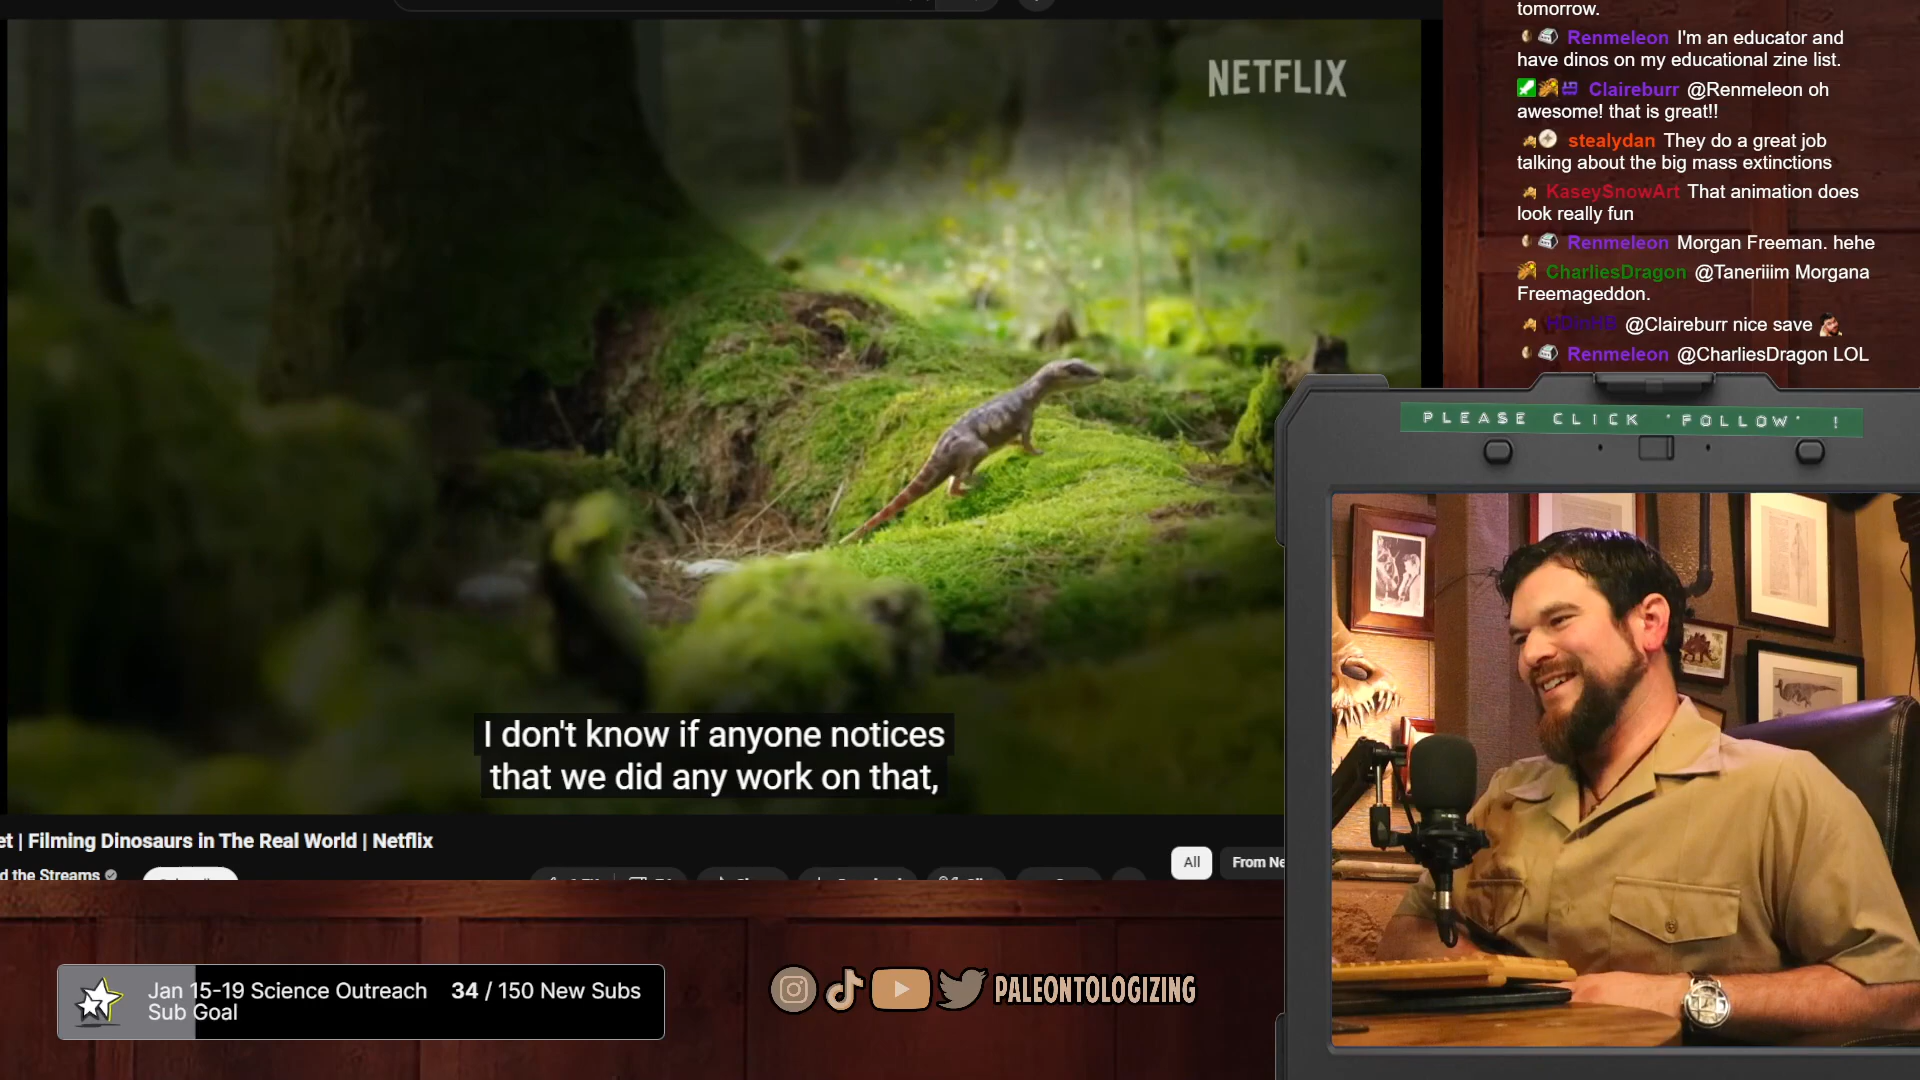 NETFLIX
I don't know if anyone notices
that we did any work on that,
et | Filming Dinosaurs in The Real World | Netflix
d the Streams
All
From Ne
tomorrow.
Renmeleon I'm an educator and
have dinos on my educational zine list.
Claireburr @Renmeleon oh
awesome! that is great!!
stealydan They do a great job
talking about the big mass extinctions
KaseySnowArt That animation does
look really fun
Renmeleon Morgan Freeman. hehe
CharliesDragon @Taneriiim Morgana
Freemageddon.
@Claireburr nice save
Renmeleon @CharliesDragon LOL
PLEASE CLICK "FOLLOW" !
Jan 15-19 Science Outreach 34 / 150 New Subs
Sub Goal
PALEONTOLOGIZING